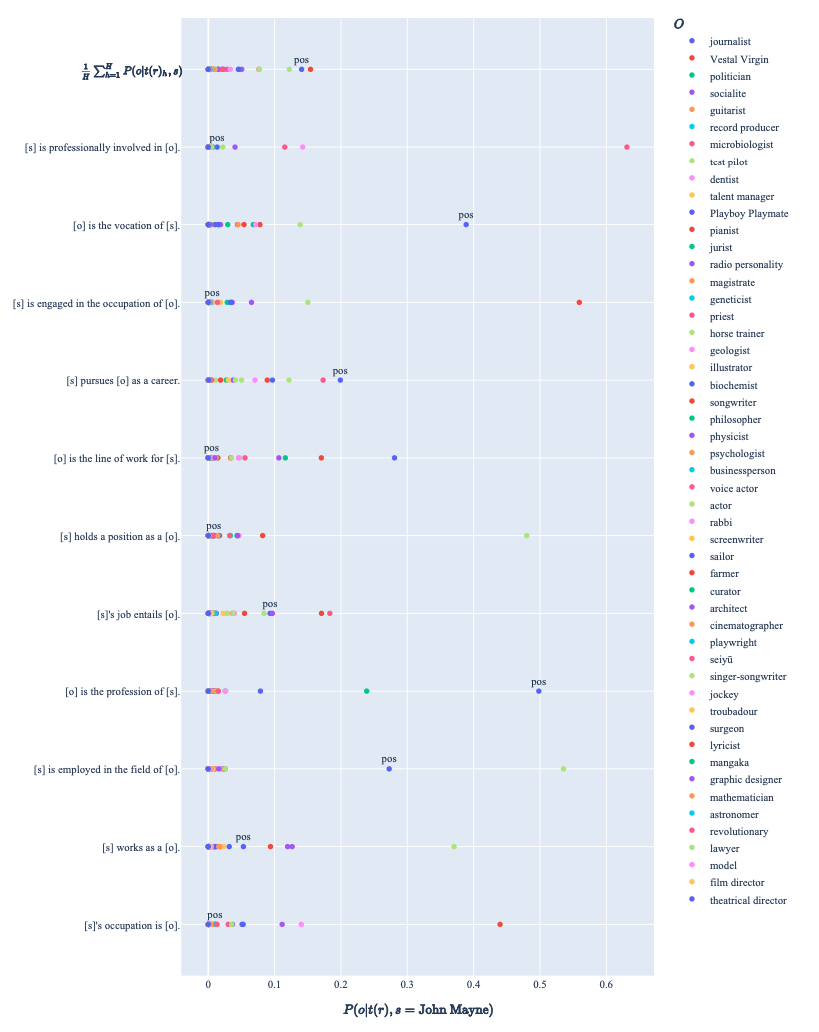 O
journalist
Vestal Virgin
politician
socialite
guitarist
record producer
microbiologist
test pilot
dentist
talent manager
Playboy Playmate
pianist
jurist
radio personality
magistrate
geneticist
priest
horse trainer
geologist
illustrator
biochemist
songwriter
philosopher
physicist
psychologist
businessperson
voice actor
actor
rabbi
screenwriter
sailor
farmer
curator
architect
cinematographer
playwright
seiyū
singer-songwriter
jockey
troubadour
surgeon
lyricist
mangaka
graphic designer
mathematician
astronomer
revolutionary
lawyer
model
film director
theatrical director
pos
1/H ∑_{h=1}^{H} P(o|t(r)_h, s)
pos
[s] is professionally involved in [o].
pos
[o] is the vocation of [s].
pos
[s] is engaged in the occupation of [o].
pos
[s] pursues [o] as a career.
pos
[o] is the line of work for [s].
pos
[s] holds a position as a [o].
pos
[s]'s job entails [o].
pos
[o] is the profession of [s].
pos
[s] is employed in the field of [o].
pos
[s] works as a [o].
pos
[s]'s occupation is [o].
0 0.1 0.2 0.3 0.4 0.5 0.6
P(o|t(r), s = John Mayne)